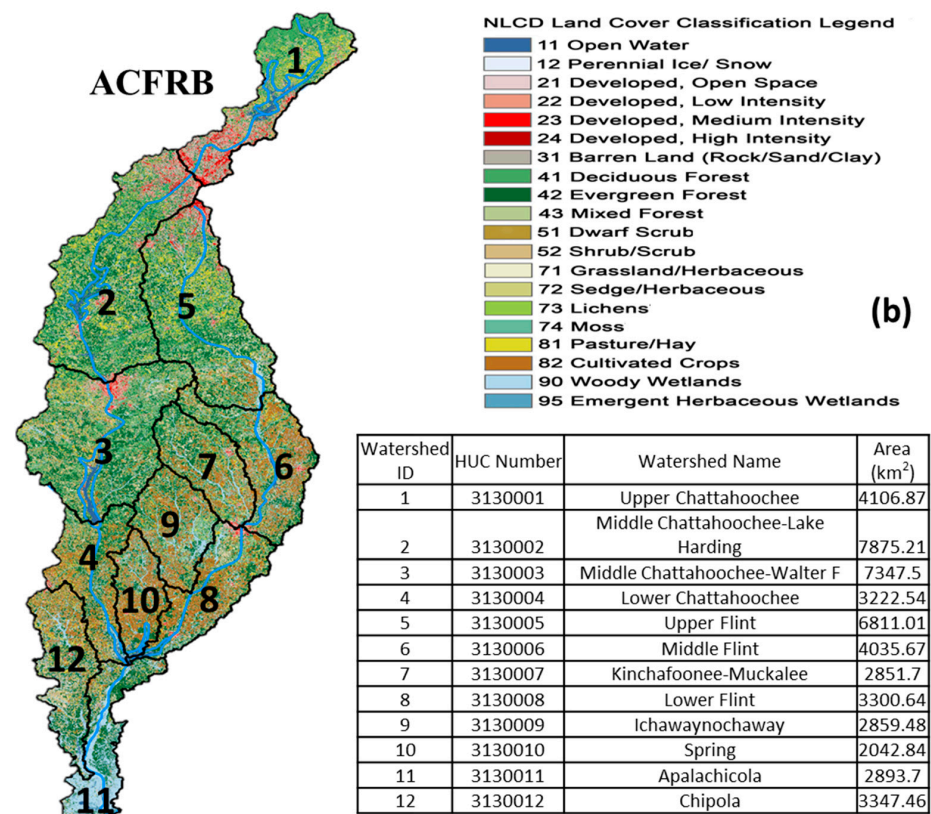 ACFRB
1
2
5
3
7
6
9
4
10
8
12
11
NLCD Land Cover Classification Legend
11 Open Water
12 Perennial Ice/ Snow
21 Developed, Open Space
22 Developed, Low Intensity
23 Developed, Medium Intensity
24 Developed, High Intensity
31 Barren Land (Rock/Sand/Clay)
41 Deciduous Forest
42 Evergreen Forest
43 Mixed Forest
51 Dwarf Scrub
52 Shrub/Scrub
71 Grassland/Herbaceous
72 Sedge/Herbaceous
73 Lichens
74 Moss
81 Pasture/Hay
82 Cultivated Crops
90 Woody Wetlands
95 Emergent Herbaceous Wetlands
(b)
Watershed ID HUC Number Watershed Name Area (km²)
1 3130001 Upper Chattahoochee 4106.87
2 3130002 Middle Chattahoochee-Lake Harding 7875.21
3 3130003 Middle Chattahoochee-Walter F 7347.5
4 3130004 Lower Chattahoochee 3222.54
5 3130005 Upper Flint 6811.01
6 3130006 Middle Flint 4035.67
7 3130007 Kinchafoonee-Muckalee 2851.7
8 3130008 Lower Flint 3300.64
9 3130009 Ichawaynochaway 2859.48
10 3130010 Spring 2042.84
11 3130011 Apalachicola 2893.7
12 3130012 Chipola 3347.46